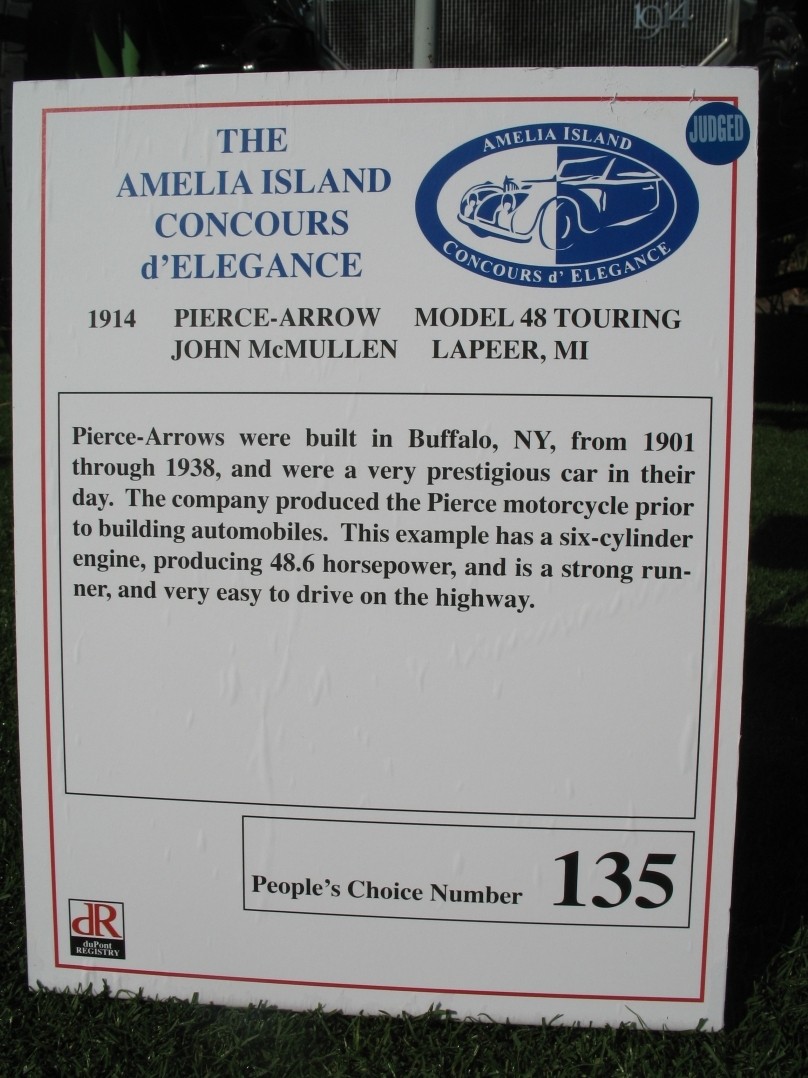 1914
THE
AMELIA ISLAND
CONCOURS
d'ELEGANCE
AMELIA ISLAND
CONCOURS d' ELEGANCE
JUDGED
1914 PIERCE-ARROW MODEL 48 TOURING
JOHN McMULLEN LAPEER, MI
Pierce-Arrows were built in Buffalo, NY, from 1901
through 1938, and were a very prestigious car in their
day. The company produced the Pierce motorcycle prior
to building automobiles. This example has a six-cylinder
engine, producing 48.6 horsepower, and is a strong run-
ner, and very easy to drive on the highway.
People's Choice Number 135
dR
duPont
REGISTRY